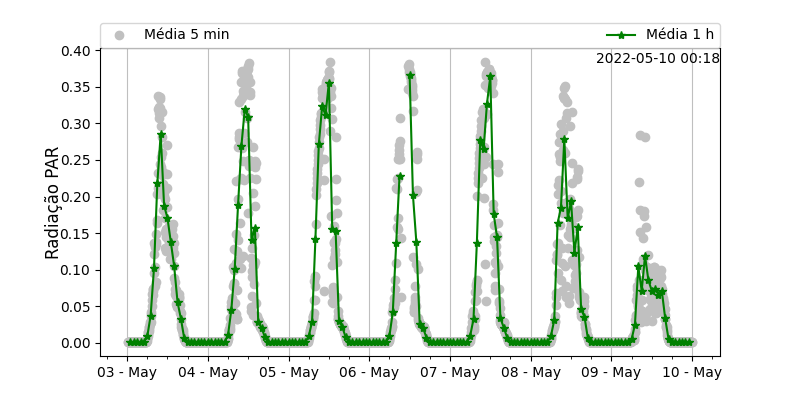 Média 5 min
Média 1 h
2022-05-10 00:18
Radiação PAR
0.40
0.35
0.30
0.25
0.20
0.15
0.10
0.05
0.00
03 - May
04 - May
05 - May
06 - May
07 - May
08 - May
09 - May
10 - May